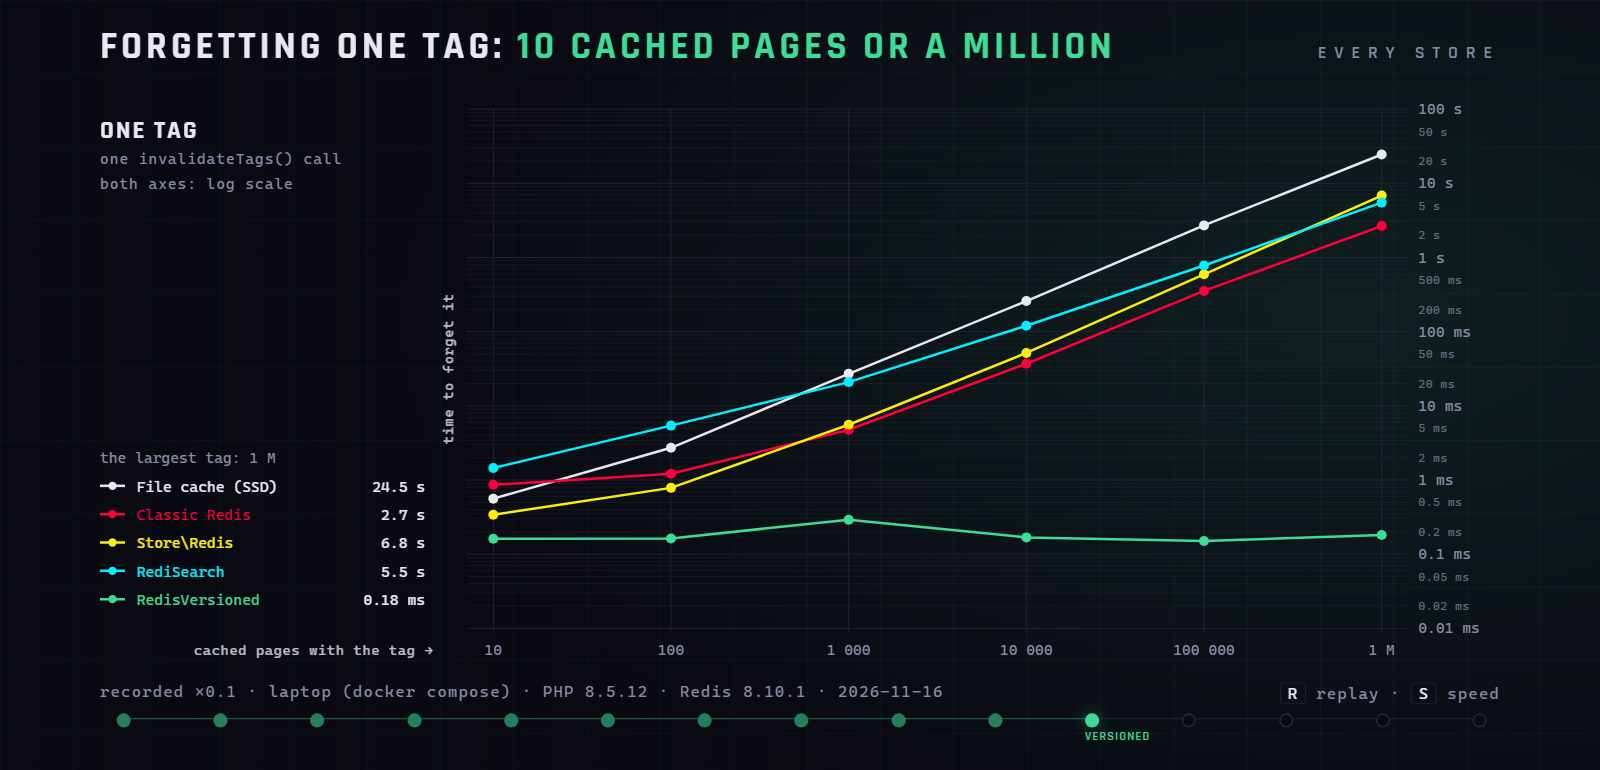 FORGETTING ONE TAG: 10 CACHED PAGES OR A MILLION
EVERY STORE
ONE TAG
one invalidateTags() call
both axes: log scale
time to forget it
100 s
50 s
20 s
10 s
5 s
2 s
1 s
500 ms
200 ms
100 ms
50 ms
20 ms
10 ms
5 ms
2 ms
1 ms
0.5 ms
0.2 ms
0.1 ms
0.05 ms
0.02 ms
0.01 ms
the largest tag: 1 M
File cache (SSD) 24.5 s
Classic Redis 2.7 s
Store\Redis 6.8 s
RediSearch 5.5 s
RedisVersioned 0.18 ms
cached pages with the tag → 10 100 1 000 10 000 100 000 1 M
recorded ×0.1 · laptop (docker compose) · PHP 8.5.12 · Redis 8.10.1 · 2026-11-16
R replay · S speed
VERSIONED